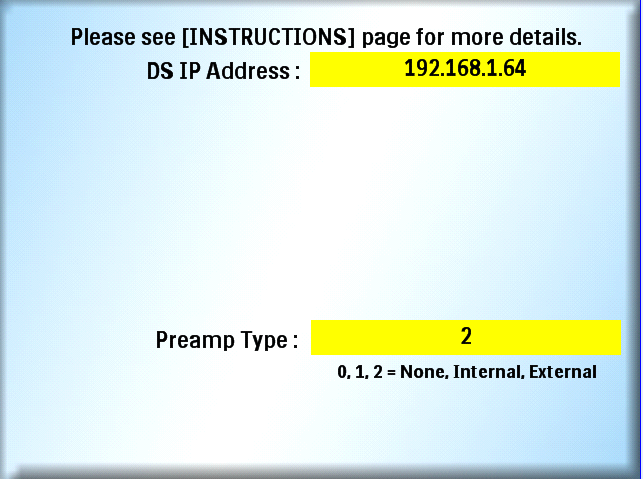 Please see [INSTRUCTIONS] page for more details.
DS IP Address : 192.168.1.64
Preamp Type : 2
0, 1, 2 = None, Internal, External